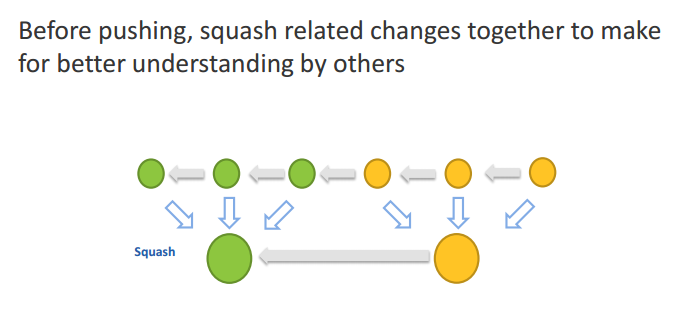 Before pushing, squash related changes together to make
for better understanding by others
Squash